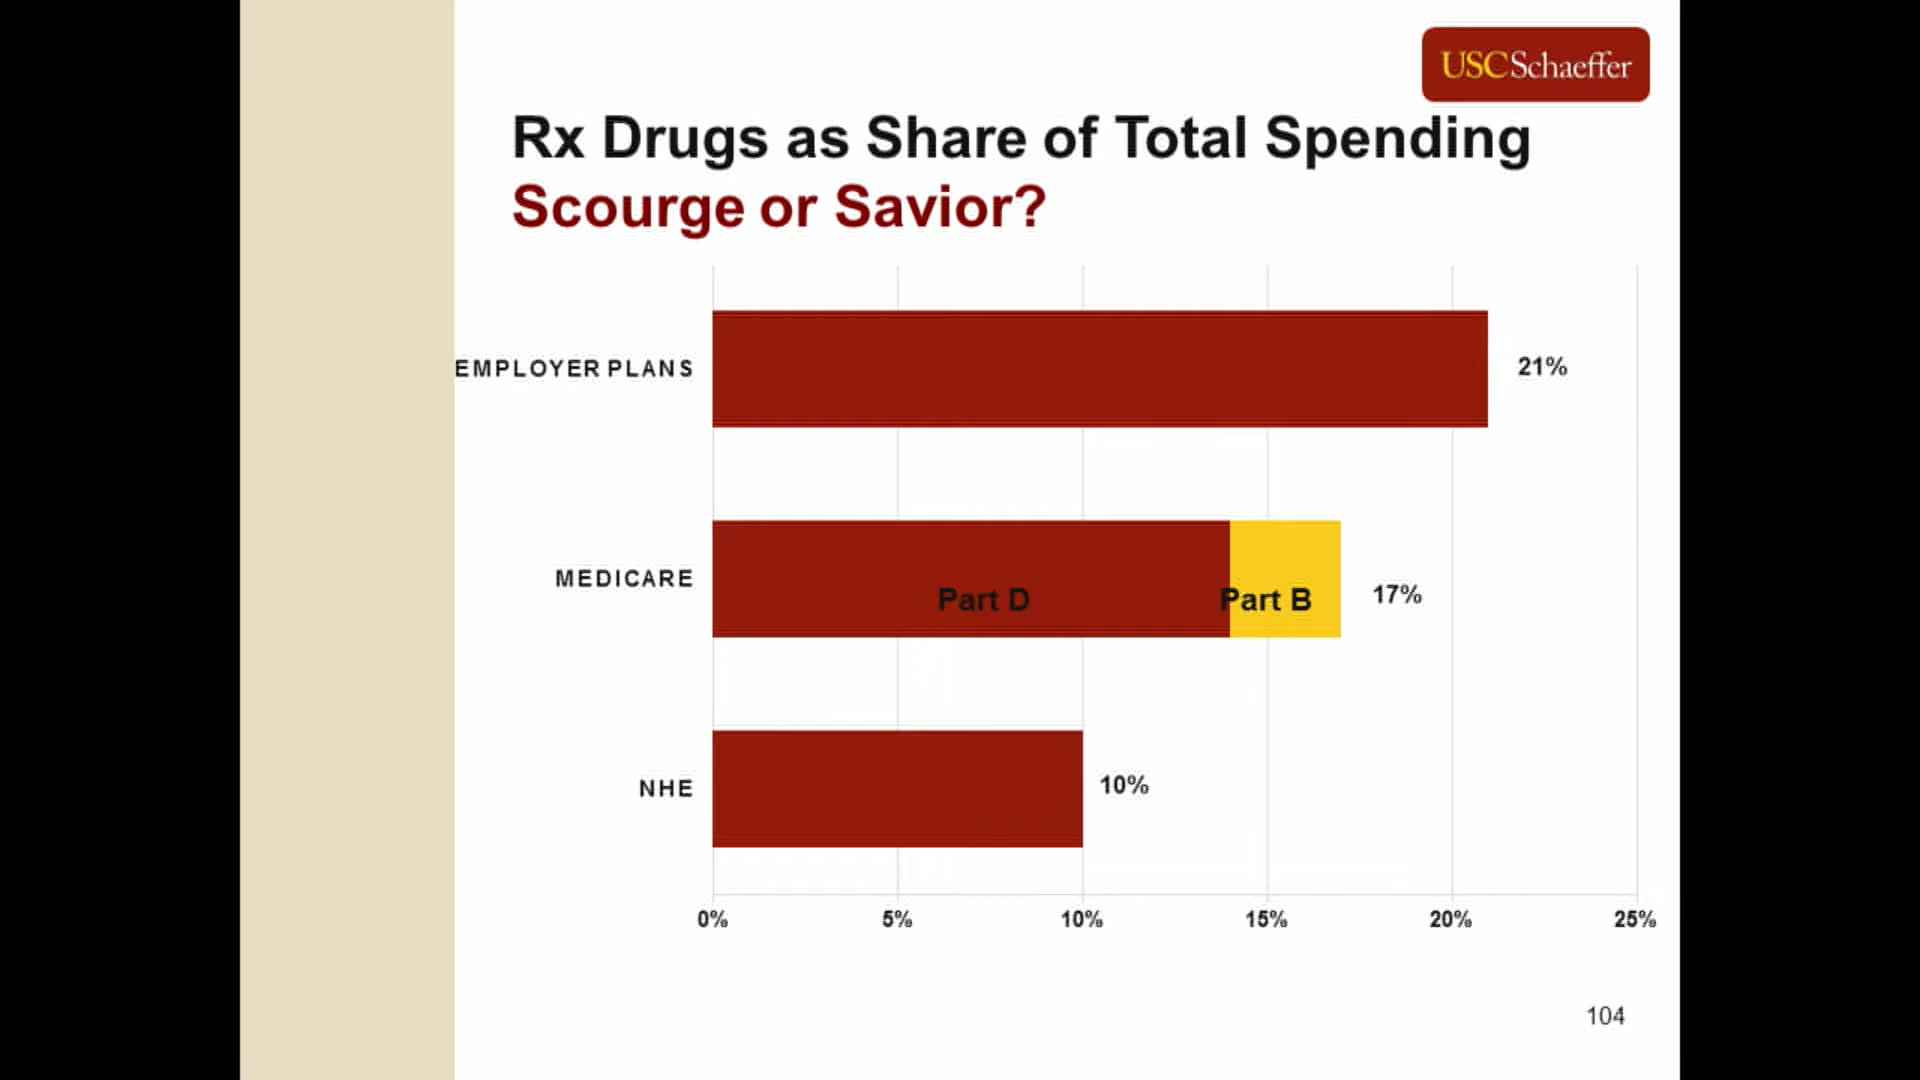 USCSchaeffer
Rx Drugs as Share of Total Spending
Scourge or Savior?
EMPLOYER PLANS
21%
MEDICARE
Part D
Part B
17%
NHE
10%
0%
5%
10%
15%
20%
25%
104